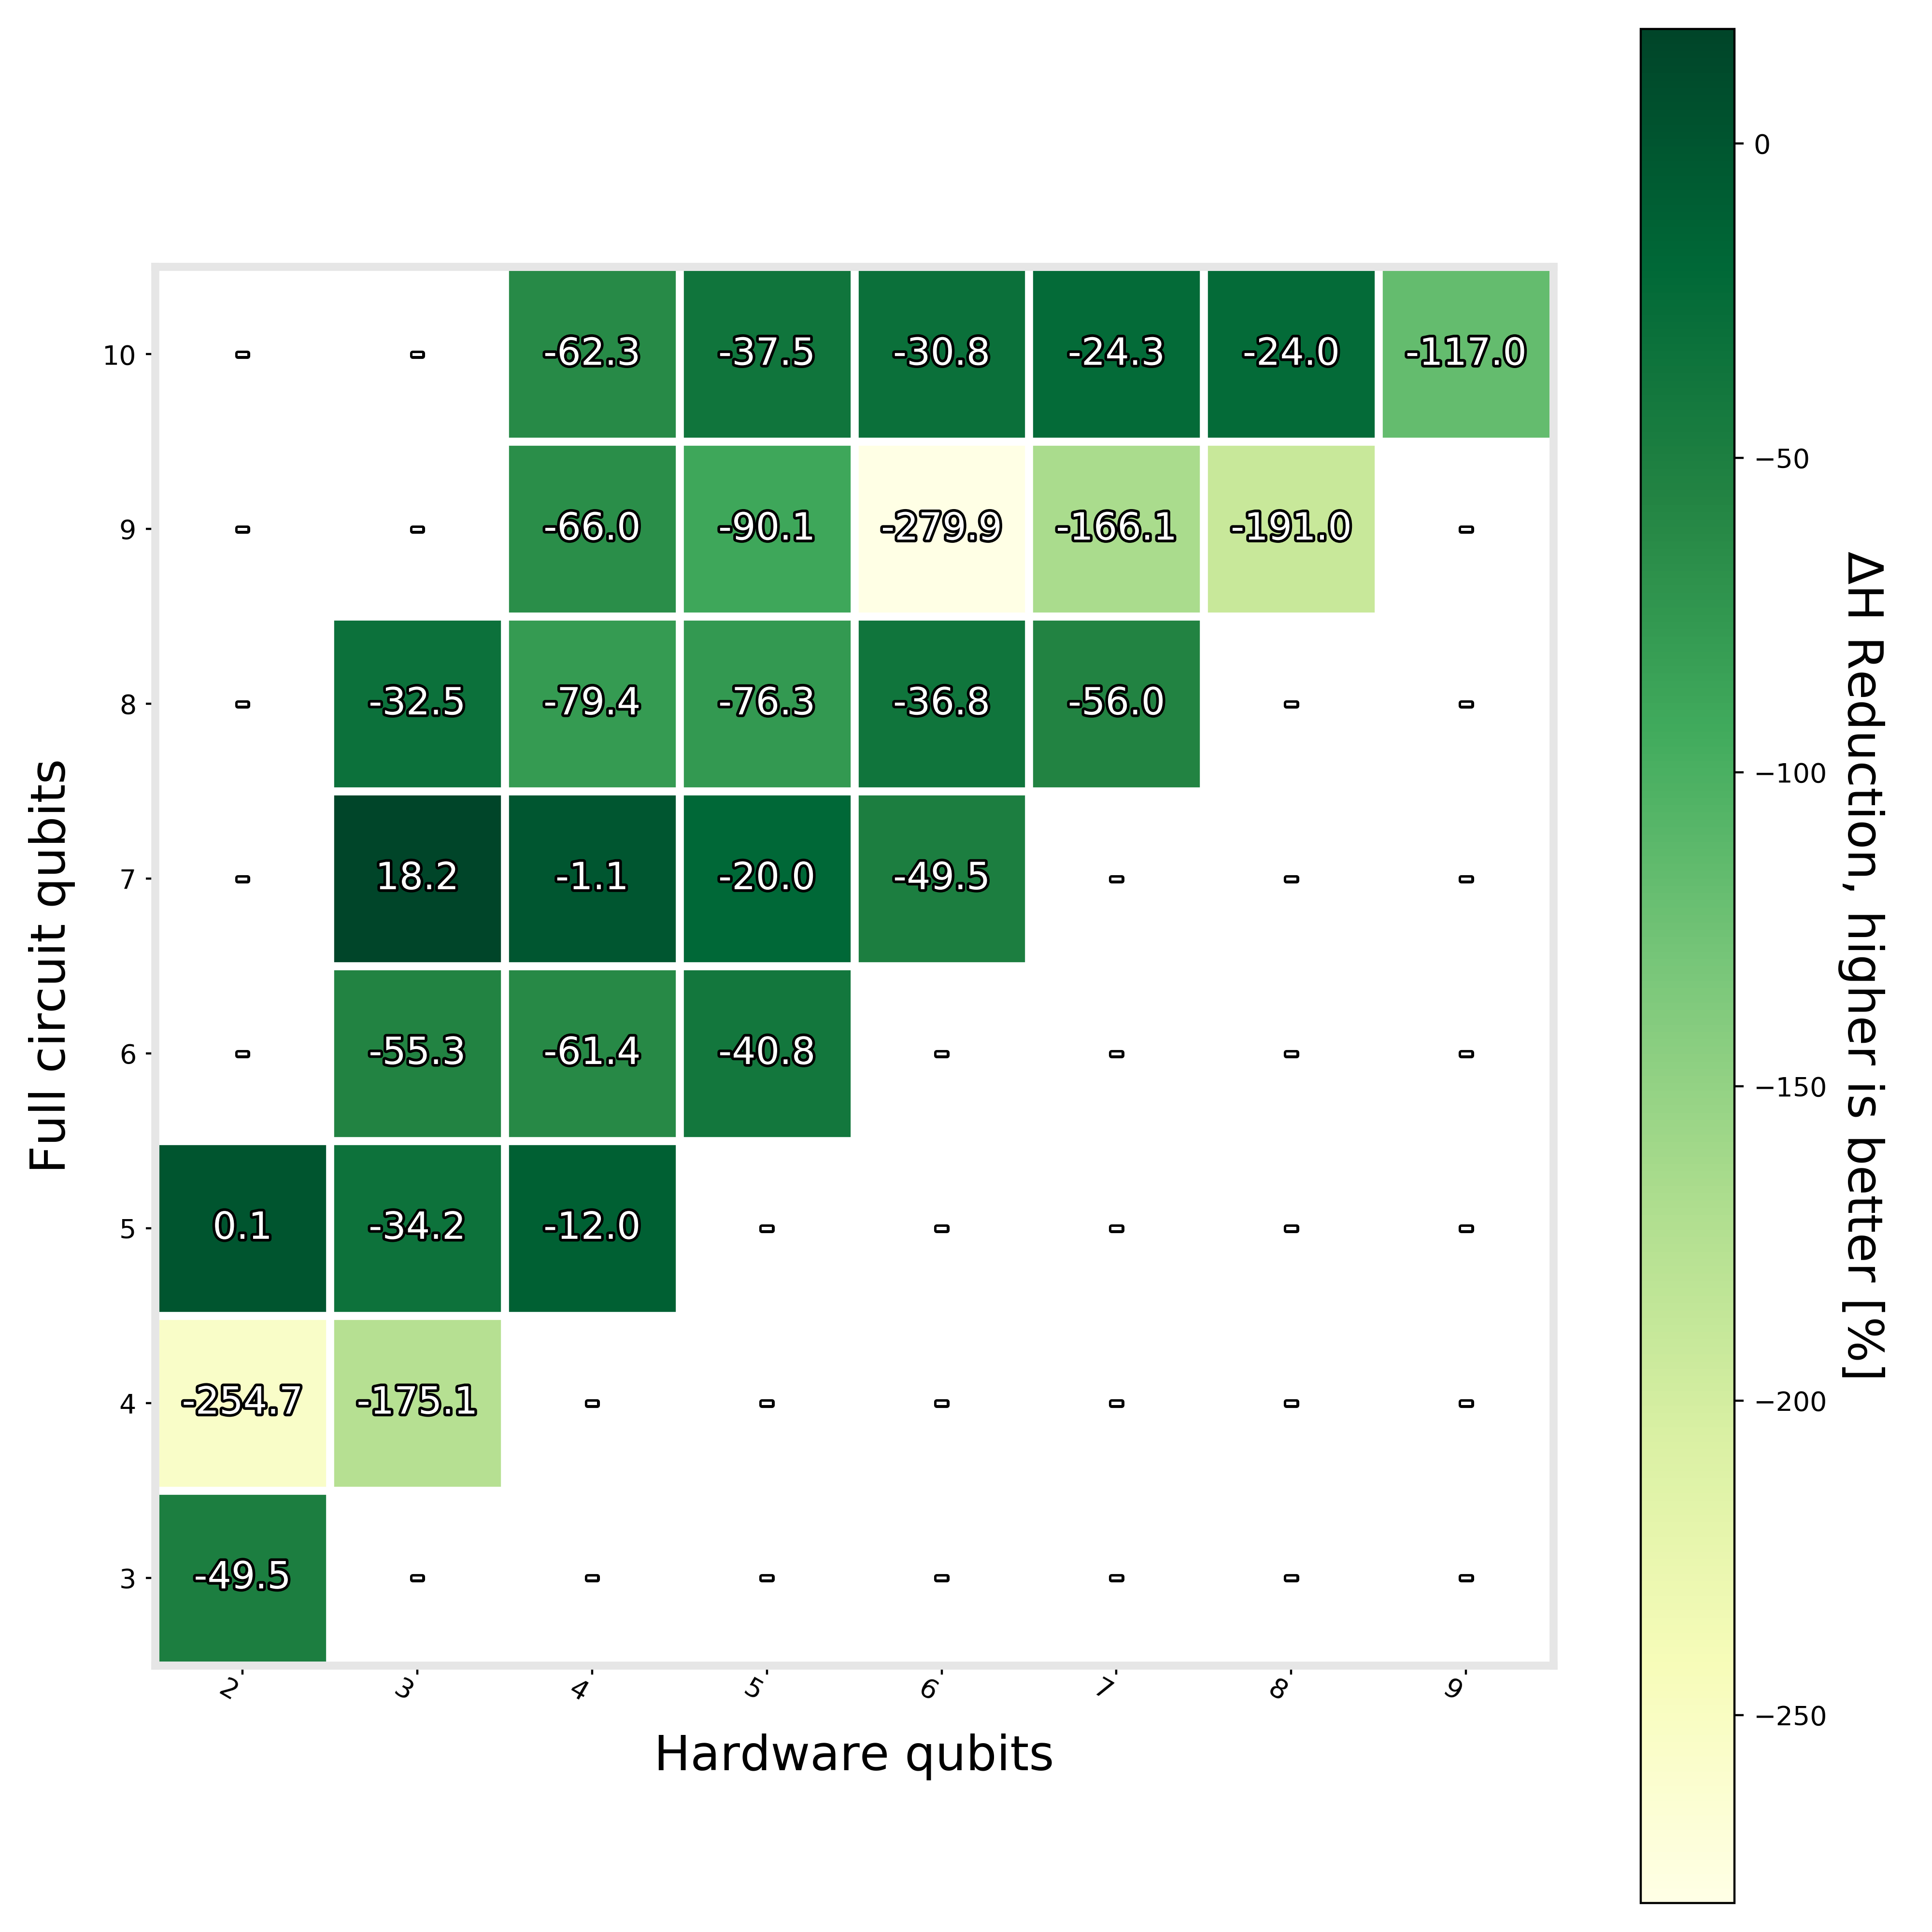 10 - - -62.3 -37.5 -30.8 -24.3 -24.0 -117.0
9 - - -66.0 -90.1 -279.9 -166.1 -191.0 -
8 - -32.5 -79.4 -76.3 -36.8 -56.0 - -
7 - 18.2 -1.1 -20.0 -49.5 - - -
6 - -55.3 -61.4 -40.8 - - - -
5 0.1 -34.2 -12.0 - - - - -
4 -254.7 -175.1 - - - - - -
3 -49.5 - - - - - - -
2 3 4 5 6 7 8 9
Hardware qubits
Full circuit qubits
0
−50
−100
−150
−200
−250
ΔH Reduction, higher is better [%]